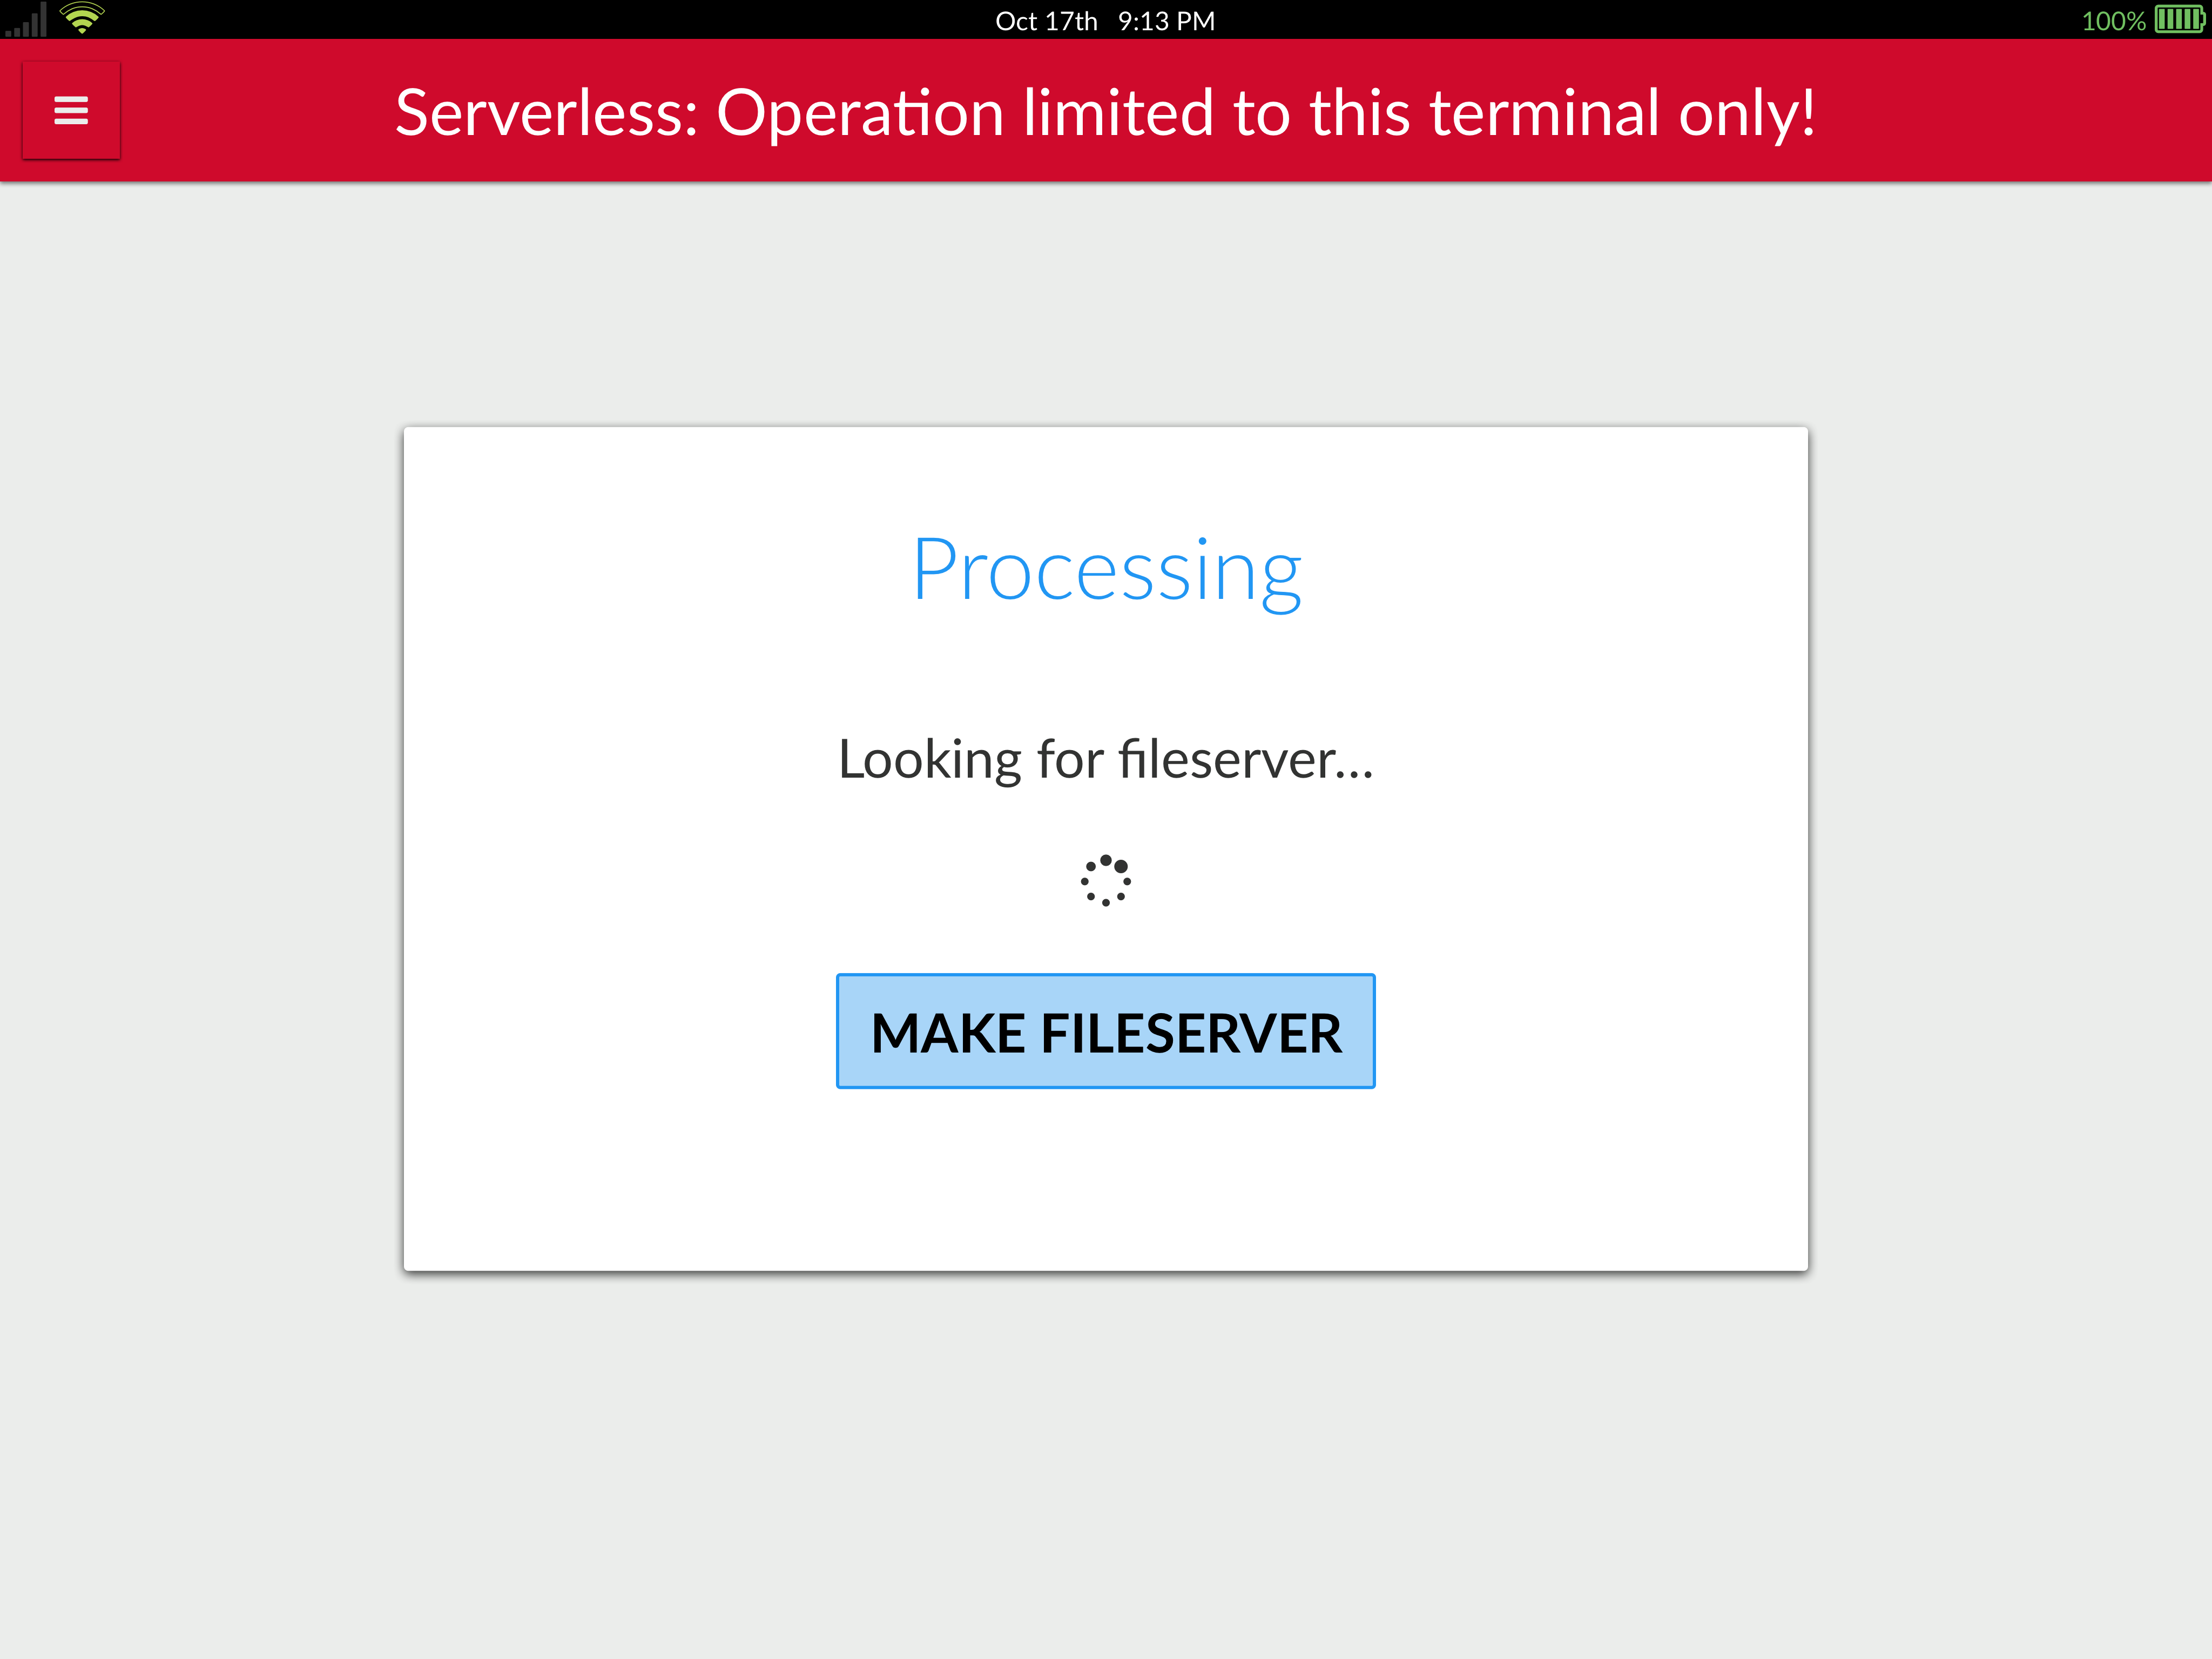 Oct 17th 9:13 PM
100%
Serverless: Operation limited to this terminal only!
Processing
Looking for fileserver...
MAKE FILESERVER